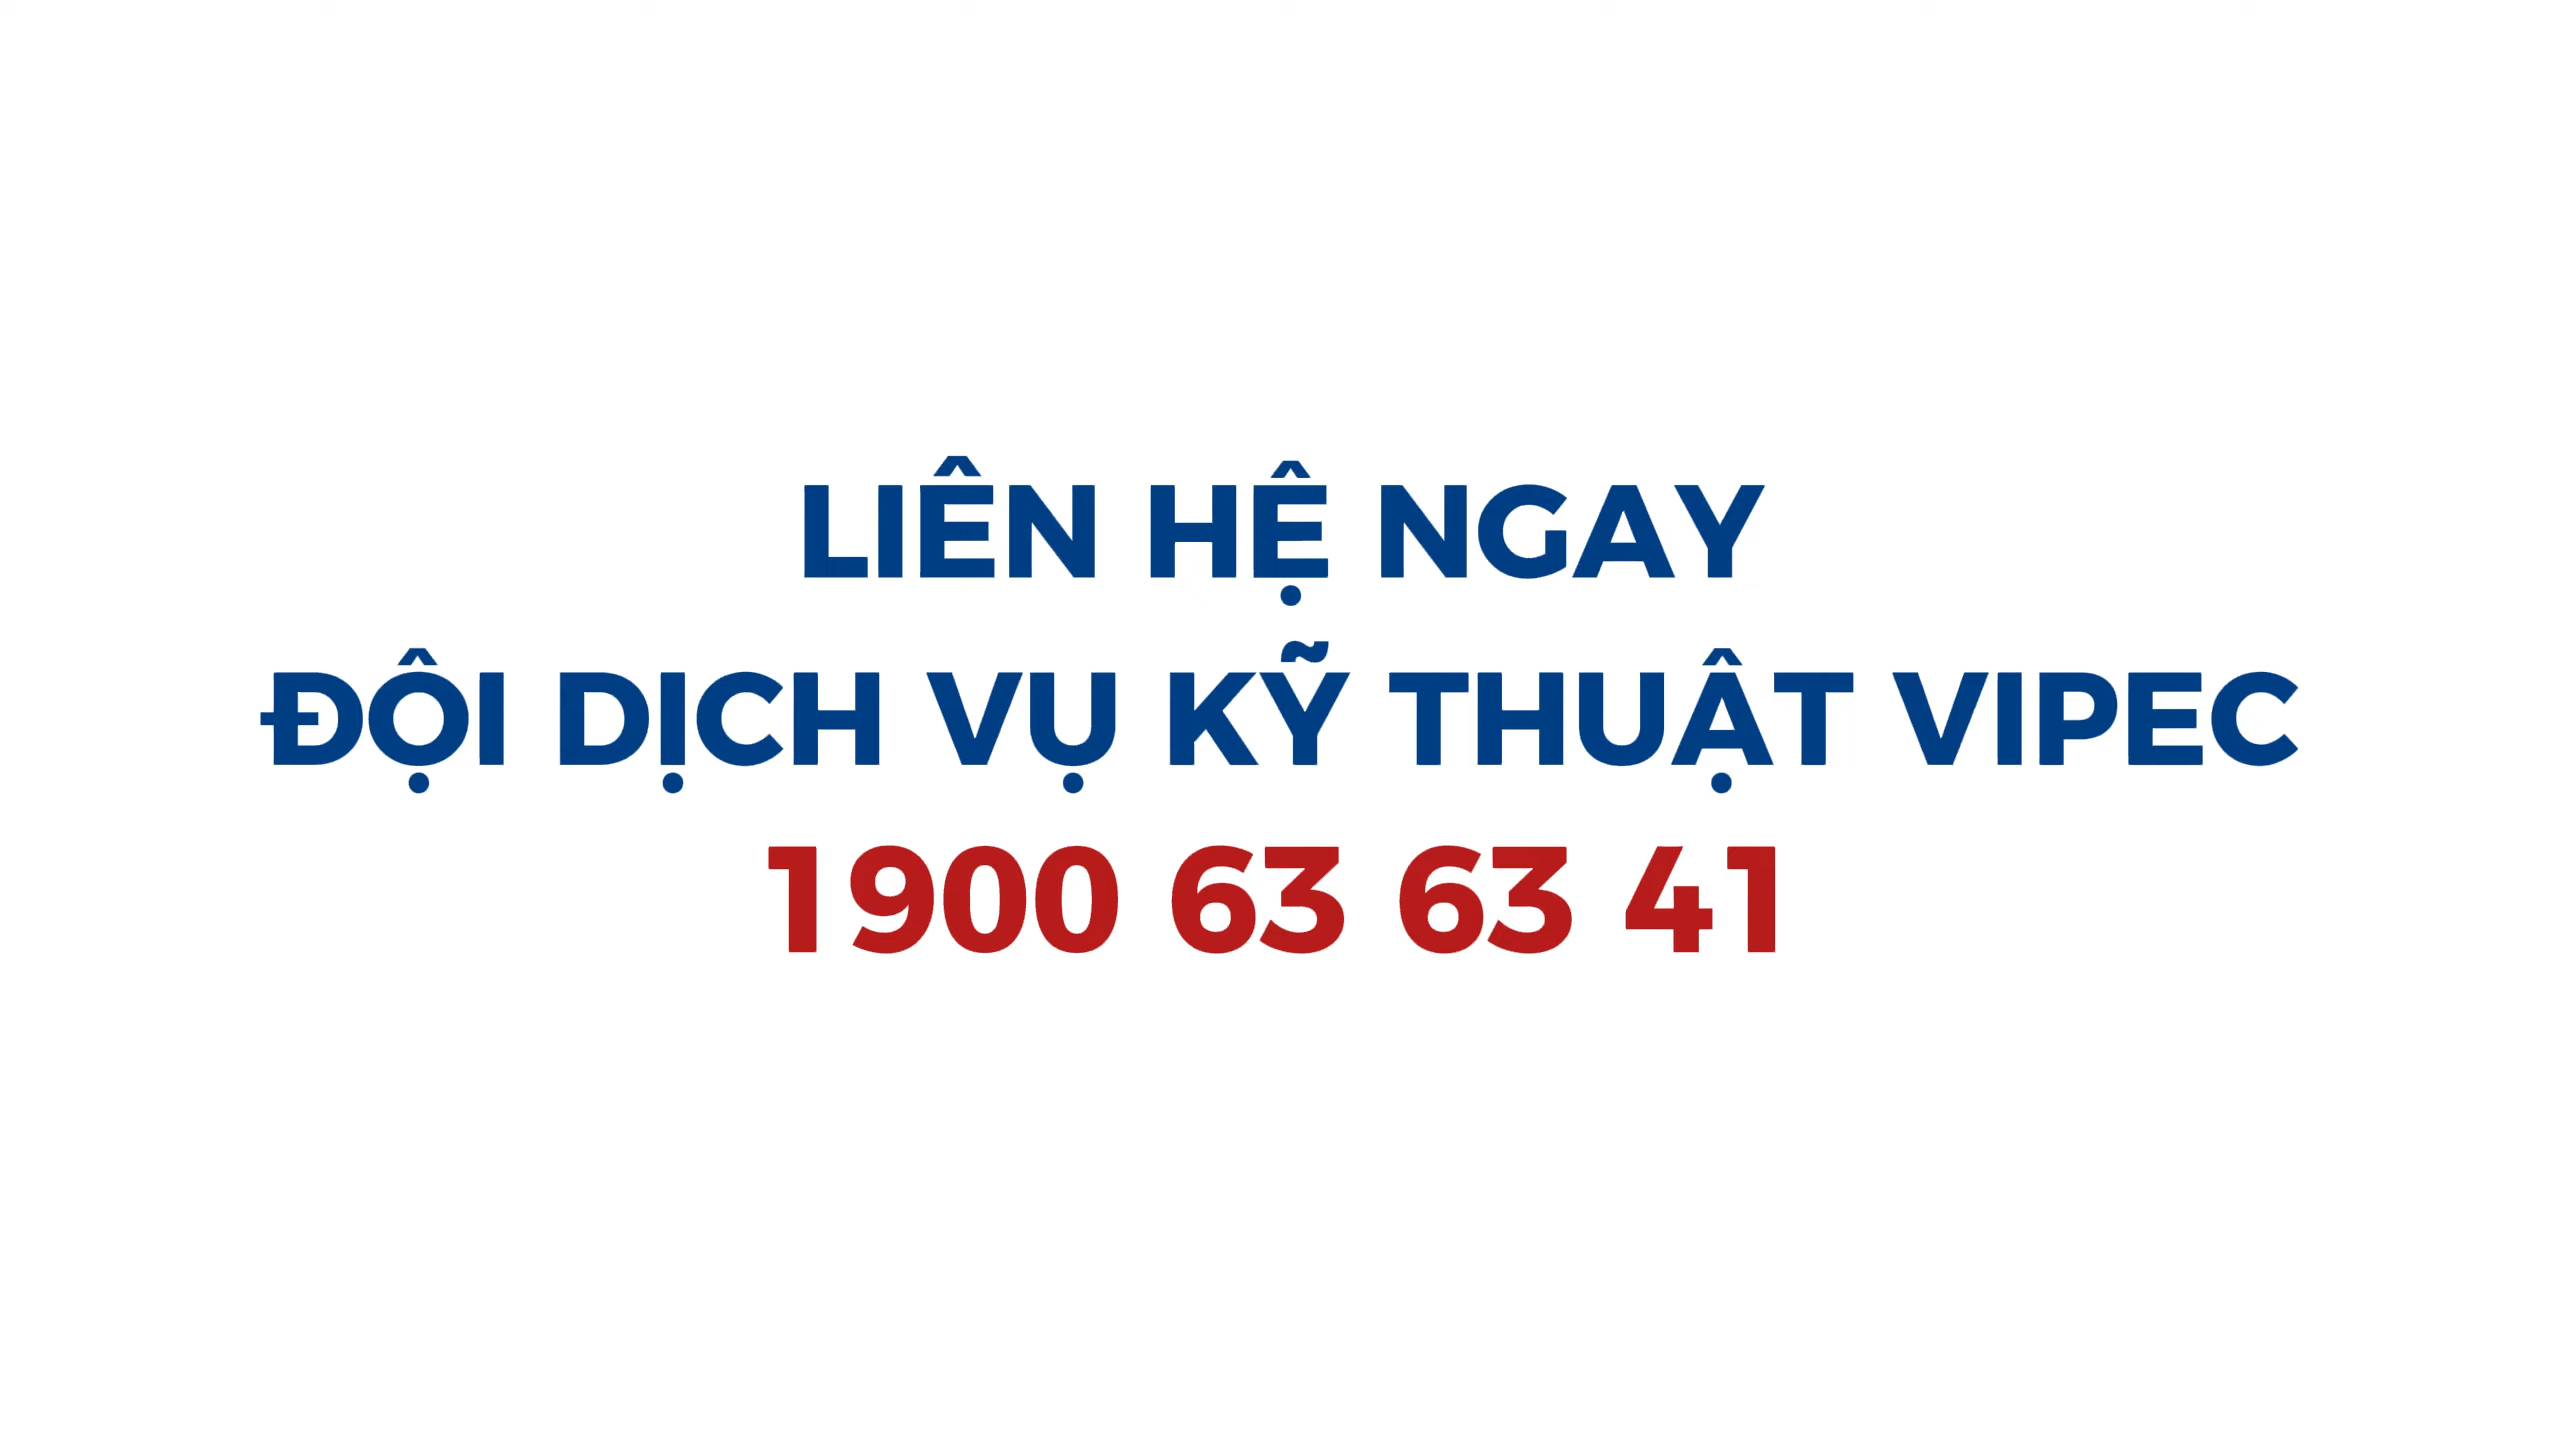 LIÊN HỆ NGAY
ĐỘI DỊCH VỤ KỸ THUẬT VIPEC
1900 63 63 41